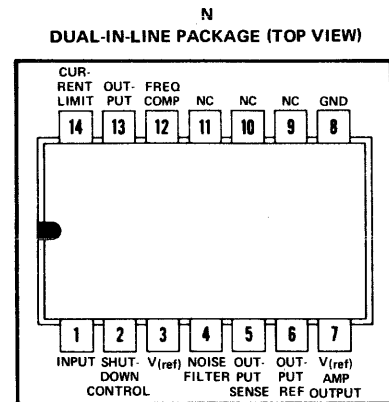 N
DUAL-IN-LINE PACKAGE (TOP VIEW)
CUR-
RENT OUT- FREQ
LIMIT PUT COMP NC NC NC GND
14 13 12 11 10 9 8
1 2 3 4 5 6 7
INPUT SHUT- V(ref) NOISE OUT- OUT- V(ref)
DOWN FILTER PUT PUT AMP
CONTROL SENSE REF OUTPUT